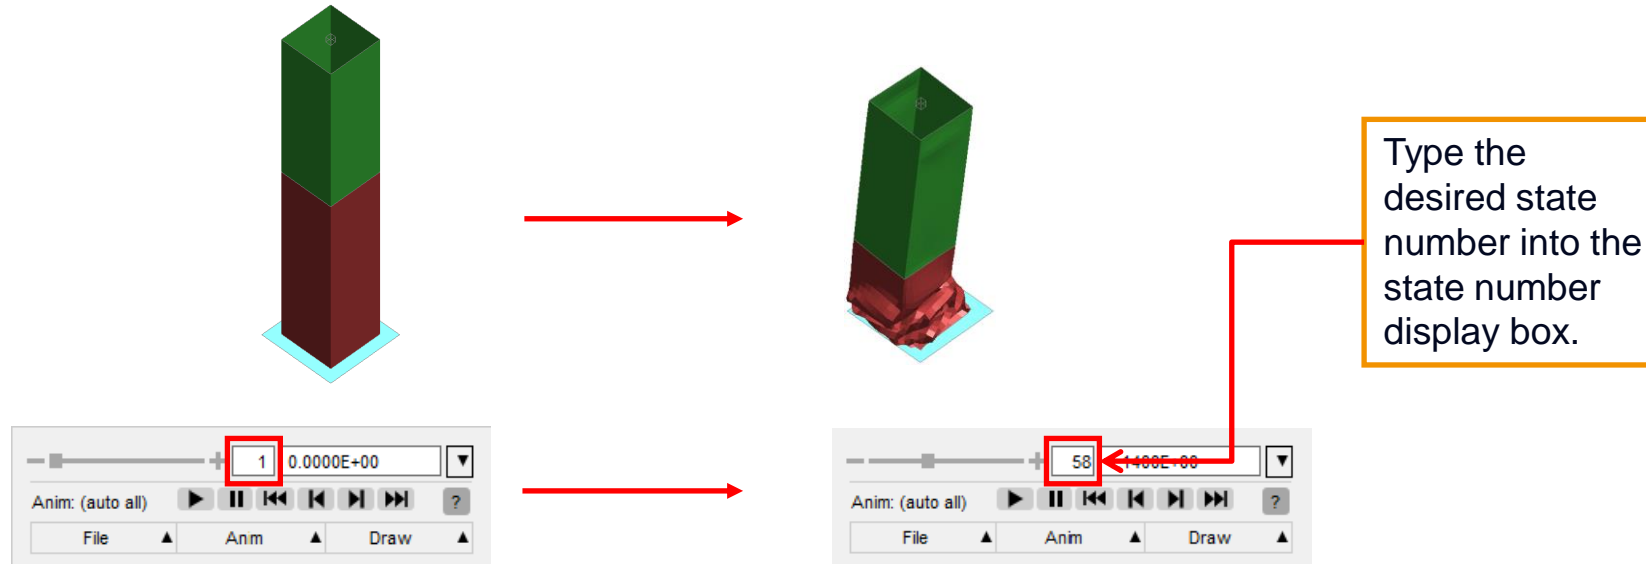 Type the
desired state
number into the
state number
display box.
1 0.0000E+00
Anim: (auto all) ?
File Anim Draw
58
Anim: (auto all) ?
File Anim Draw